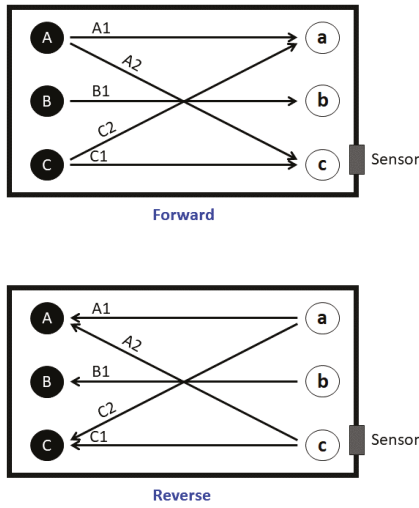 A A1 a
A2
B B1 b
C2
C C1 c
Sensor
Forward
A A1 a
A2
B B1 b
C2
C C1 c
Sensor
Reverse